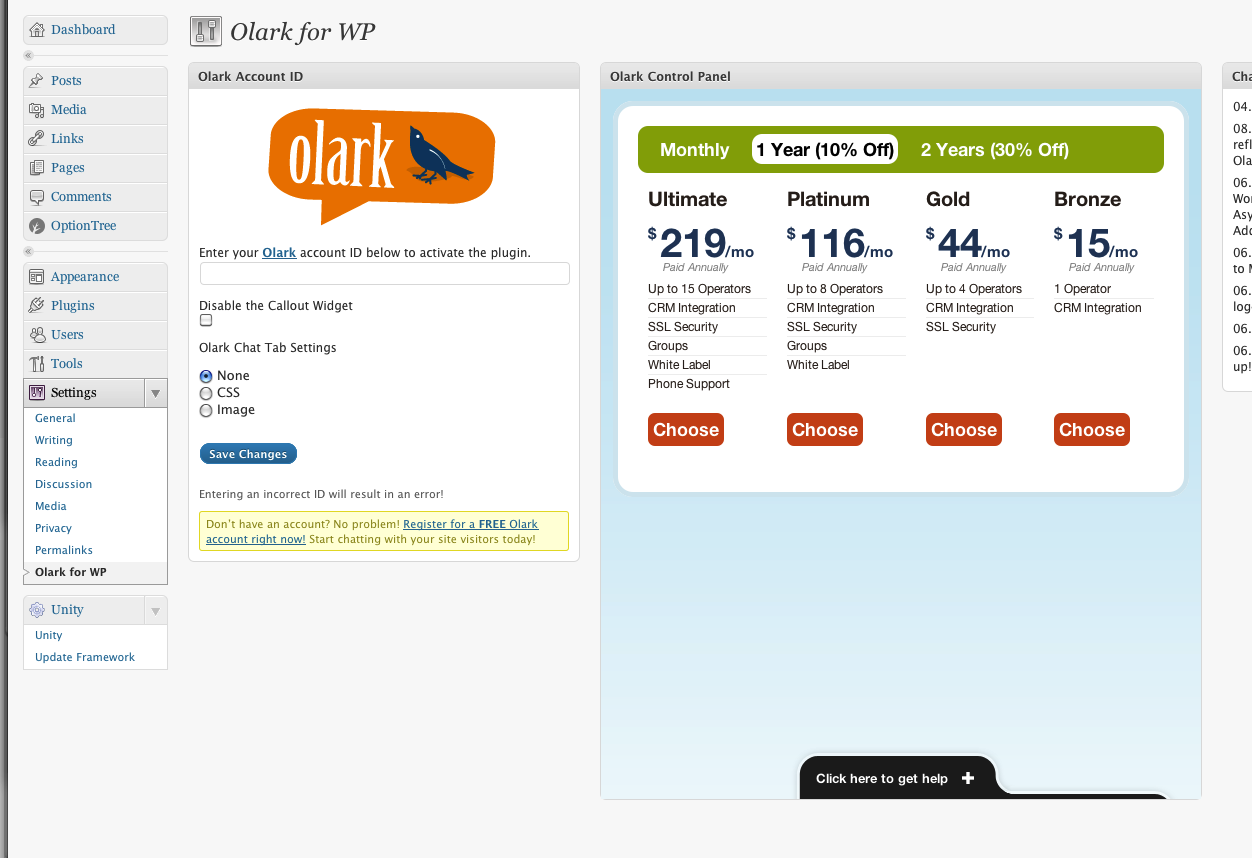 Dashboard
Posts
Media
Links
Pages
Comments
OptionTree
Appearance
Plugins
Users
Tools
Settings
General
Writing
Reading
Discussion
Media
Privacy
Permalinks
Olark for WP
Unity
Unity
Update Framework
Olark for WP
Olark Account ID
olark
Enter your Olark account ID below to activate the plugin.
Disable the Callout Widget
Olark Chat Tab Settings
None
CSS
Image
Save Changes
Entering an incorrect ID will result in an error!
Don't have an account? No problem! Register for a FREE Olark
account right now! Start chatting with your site visitors today!
Olark Control Panel
Monthly 1 Year (10% Off) 2 Years (30% Off)
Ultimate
$219/mo
Paid Annually
Up to 15 Operators
CRM Integration
SSL Security
Groups
White Label
Phone Support
Choose
Platinum
$116/mo
Paid Annually
Up to 8 Operators
CRM Integration
SSL Security
Groups
White Label
Choose
Gold
$44/mo
Paid Annually
Up to 4 Operators
CRM Integration
SSL Security
Choose
Bronze
$15/mo
Paid Annually
1 Operator
CRM Integration
Choose
Click here to get help +
Cha
04.
08.
refl
Ola
06.
Wor
Asy
Add
06.
to M
06.
log
06.
06.
up!